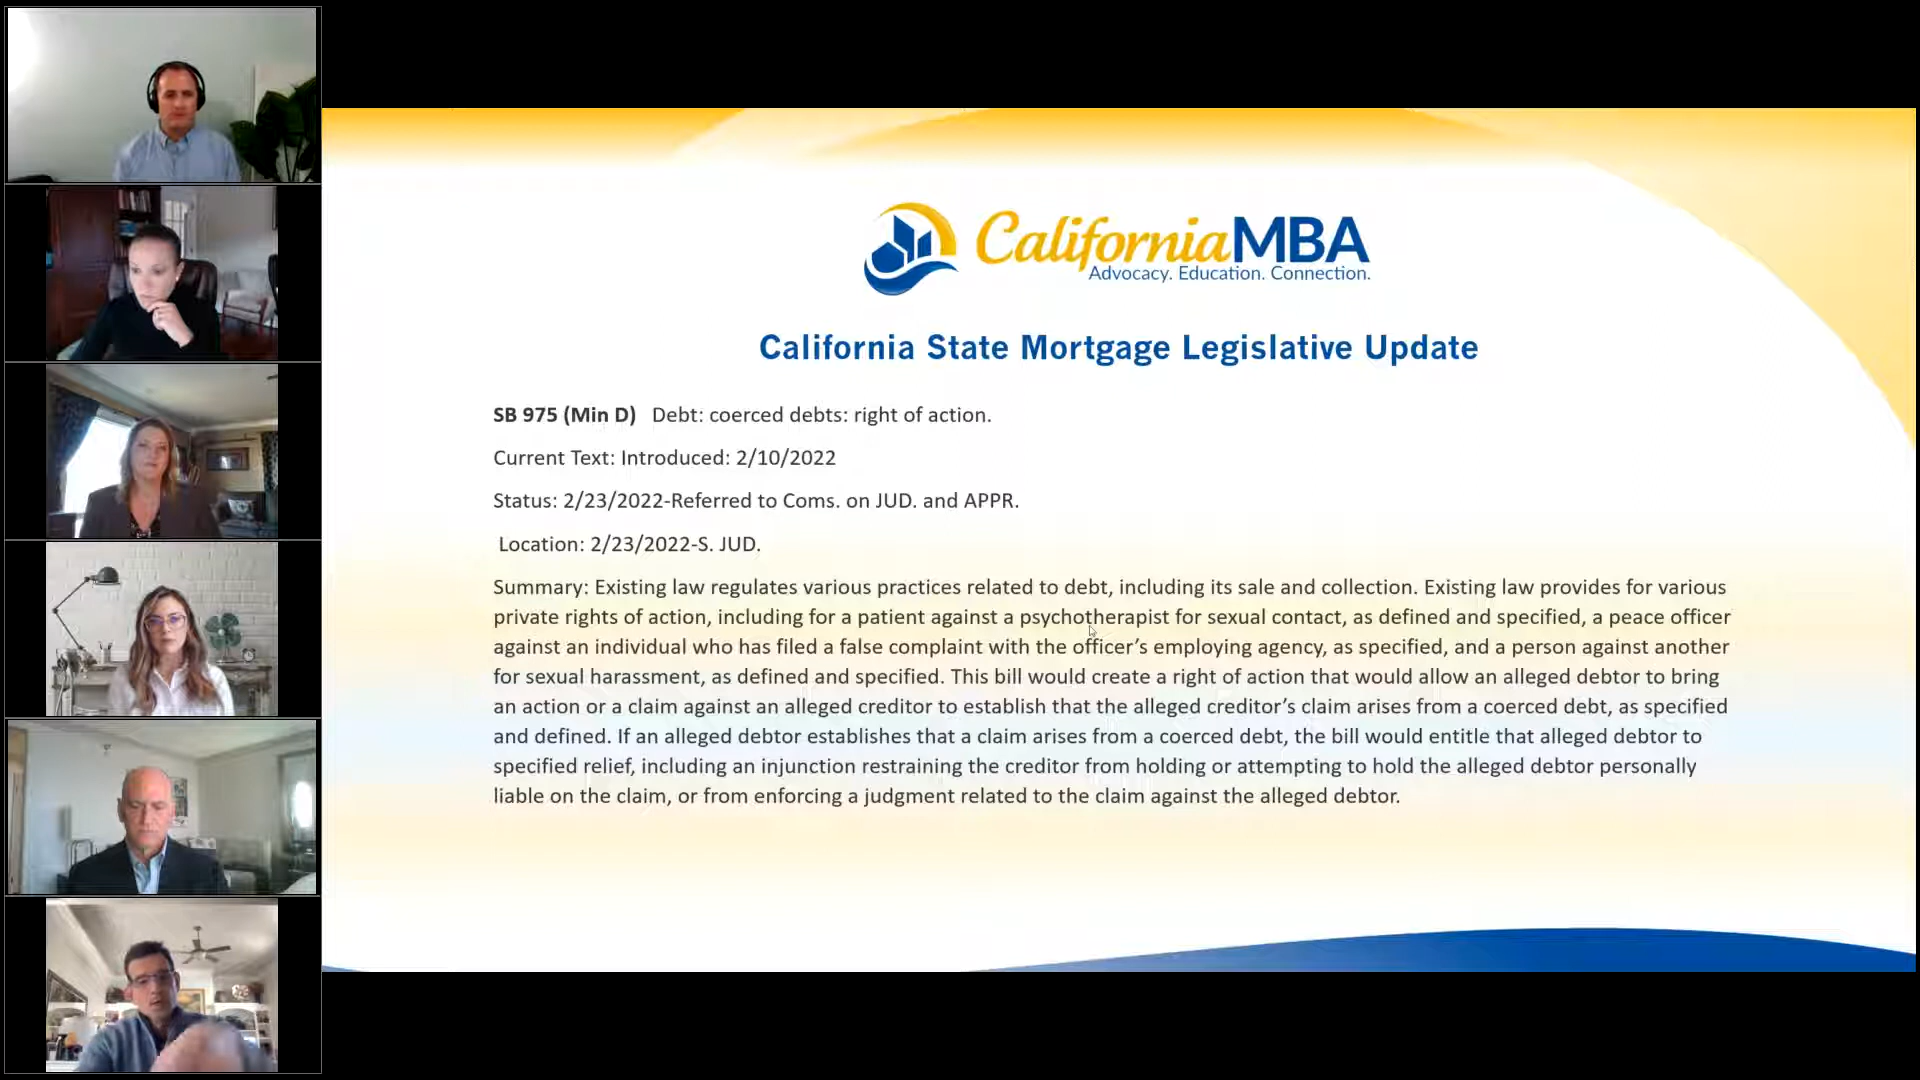 CaliforniaMBA
Advocacy. Education. Connection.
California State Mortgage Legislative Update
SB 975 (Min D) Debt: coerced debts: right of action.
Current Text: Introduced: 2/10/2022
Status: 2/23/2022-Referred to Coms. on JUD. and APPR.
Location: 2/23/2022-S. JUD.
Summary: Existing law regulates various practices related to debt, including its sale and collection. Existing law provides for various
private rights of action, including for a patient against a psychotherapist for sexual contact, as defined and specified, a peace officer
against an individual who has filed a false complaint with the officer’s employing agency, as specified, and a person against another
for sexual harassment, as defined and specified. This bill would create a right of action that would allow an alleged debtor to bring
an action or a claim against an alleged creditor to establish that the alleged creditor’s claim arises from a coerced debt, as specified
and defined. If an alleged debtor establishes that a claim arises from a coerced debt, the bill would entitle that alleged debtor to
specified relief, including an injunction restraining the creditor from holding or attempting to hold the alleged debtor personally
liable on the claim, or from enforcing a judgment related to the claim against the alleged debtor.